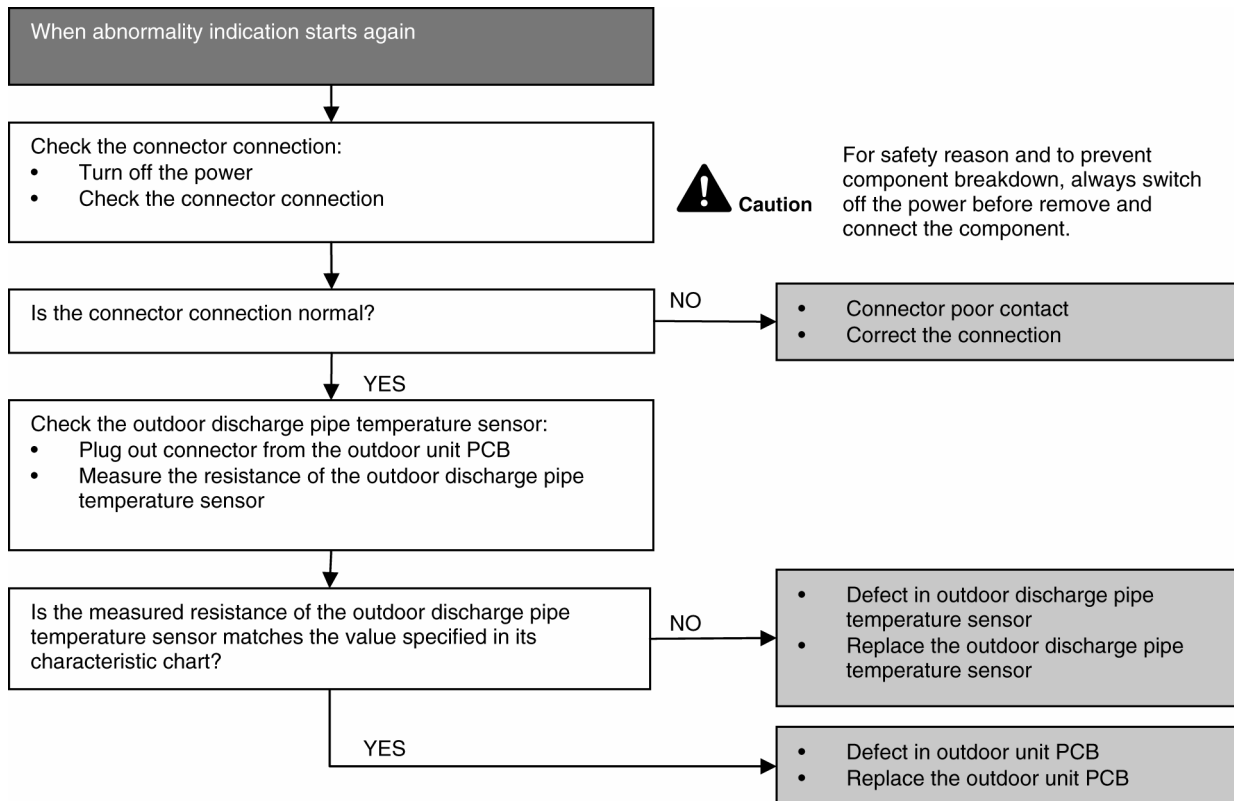 When abnormality indication starts again
Check the connector connection:
• Turn off the power
• Check the connector connection
Caution
For safety reason and to prevent
component breakdown, always switch
off the power before remove and
connect the component.
Is the connector connection normal?
NO
• Connector poor contact
• Correct the connection
YES
Check the outdoor discharge pipe temperature sensor:
• Plug out connector from the outdoor unit PCB
• Measure the resistance of the outdoor discharge pipe
temperature sensor
Is the measured resistance of the outdoor discharge pipe
temperature sensor matches the value specified in its
characteristic chart?
NO
• Defect in outdoor discharge pipe
temperature sensor
• Replace the outdoor discharge pipe
temperature sensor
YES
• Defect in outdoor unit PCB
• Replace the outdoor unit PCB